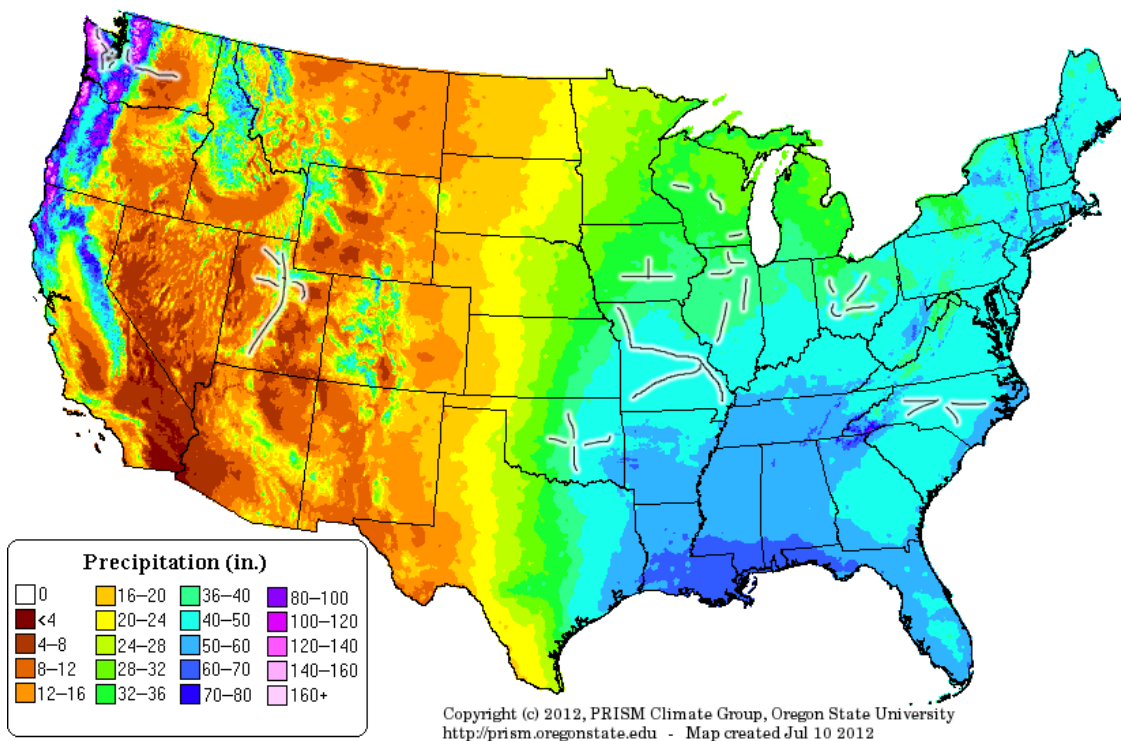 Precipitation (in.)
0 16–20 36–40 80–100
<4 20–24 40–50 100–120
4–8 24–28 50–60 120–140
8–12 28–32 60–70 140–160
12–16 32–36 70–80 160+
Copyright (c) 2012, PRISM Climate Group, Oregon State University
http://prism.oregonstate.edu - Map created Jul 10 2012